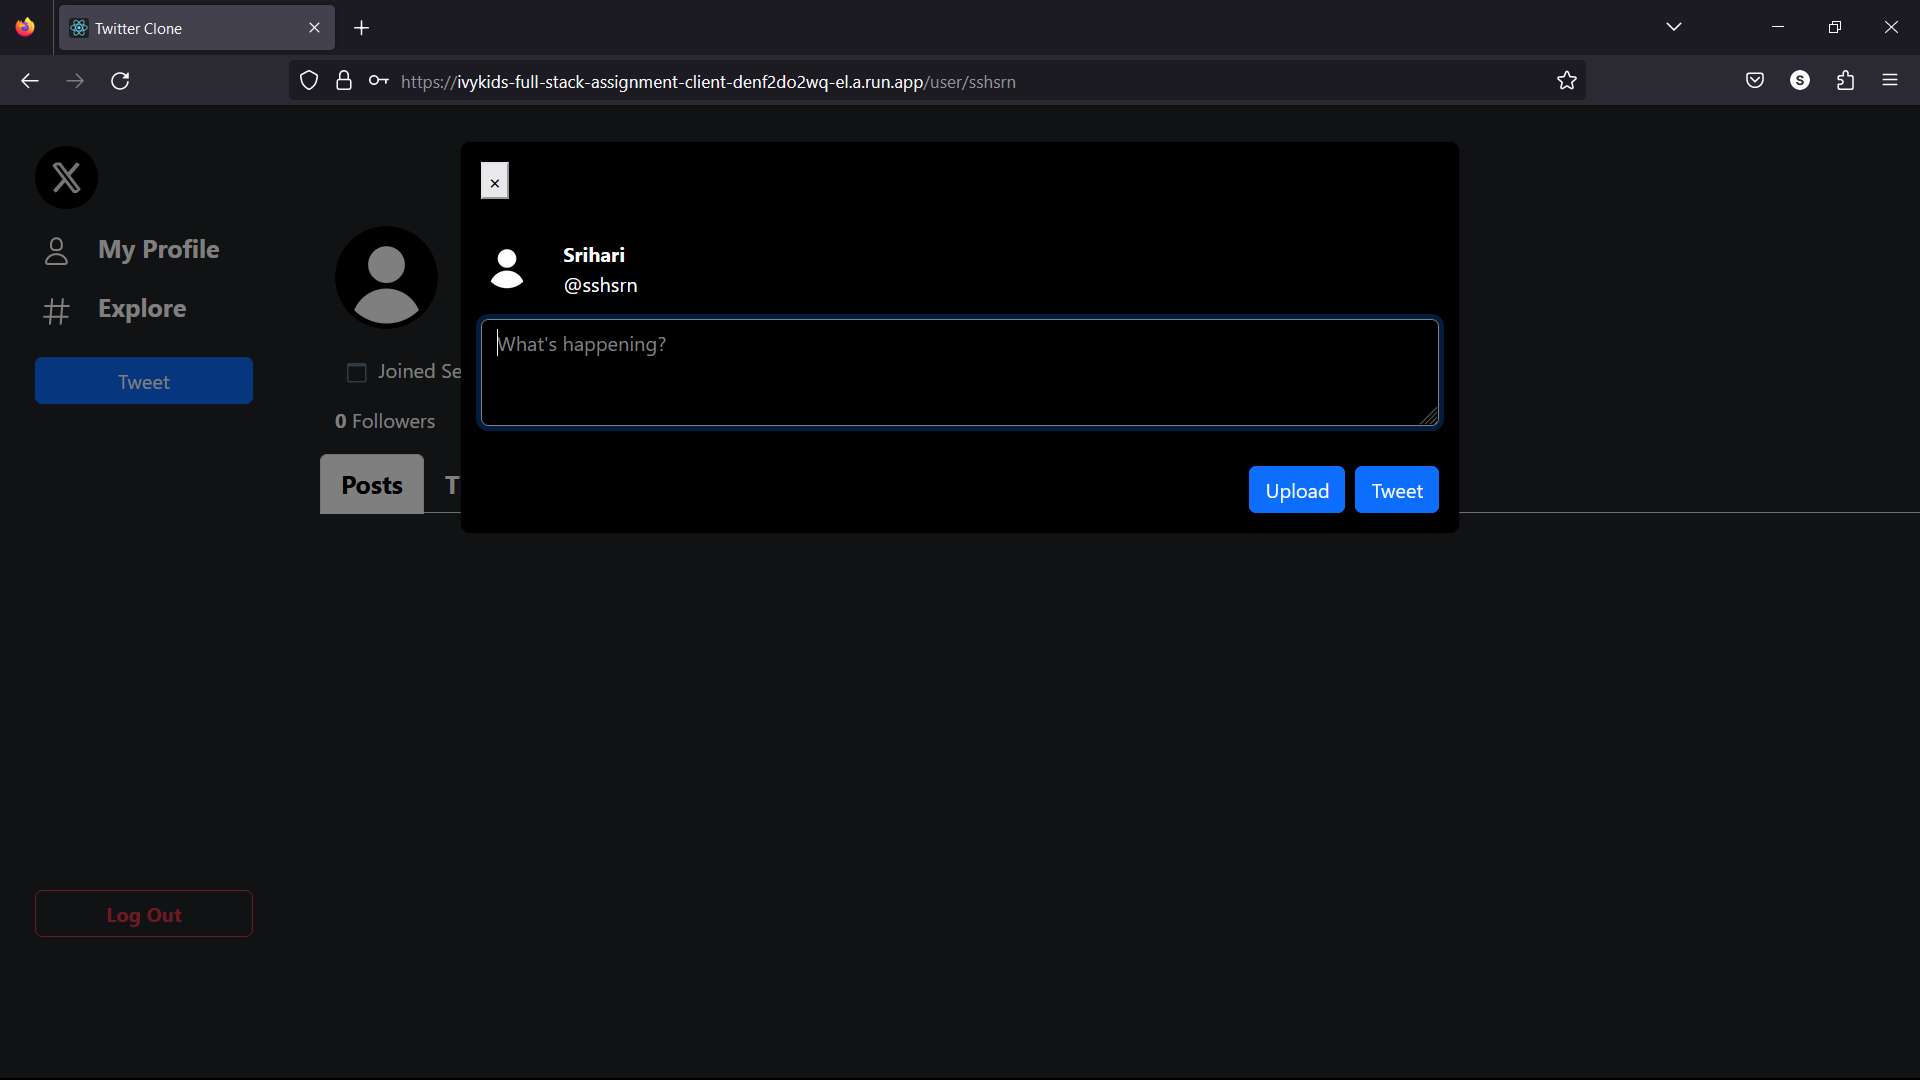 Twitter Clone
https://ivykids-full-stack-assignment-client-denf2do2wq-el.a.run.app/user/sshsrn
S
X
My Profile
Explore
Tweet
Joined Se
0 Followers
Posts
T
Log Out
×
Srihari
@sshsrn
What's happening?
Upload
Tweet